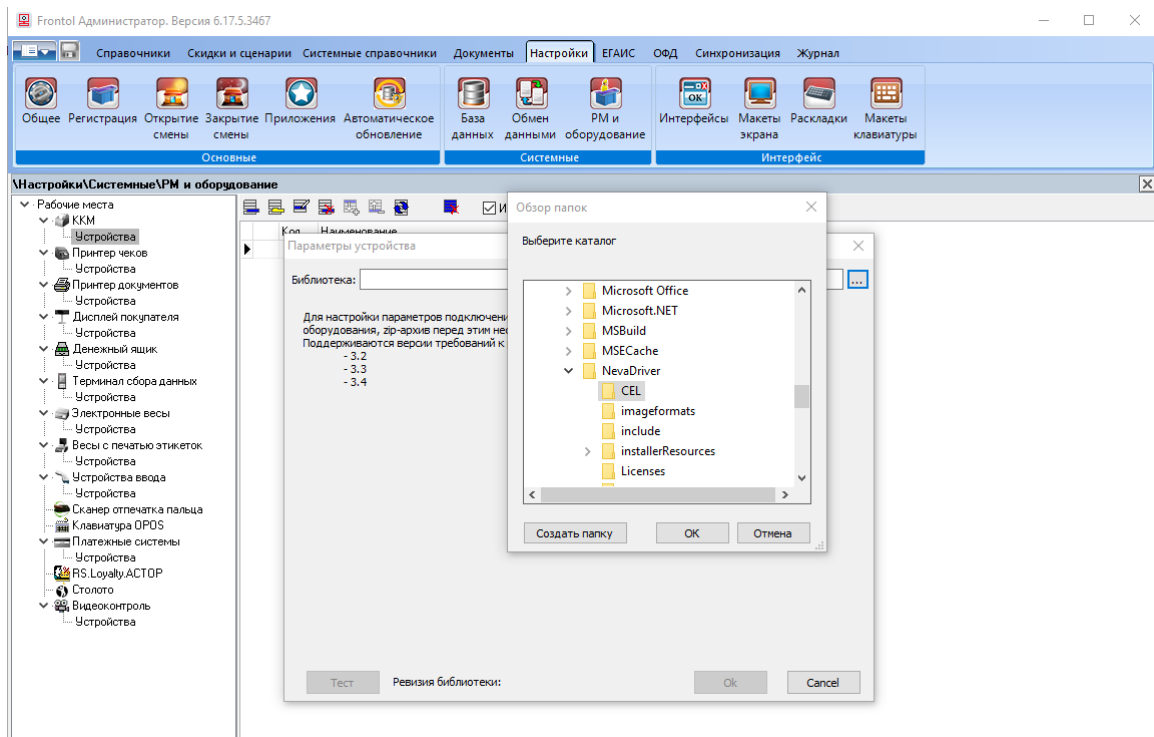 Frontol Администратор. Версия 6.17.5.3467
Справочники Скидки и сценарии Системные справочники Документы Настройки ЕГАИС ОФД Синхронизация Журнал
Общее Регистрация Открытие смены Закрытие смены Приложения Автоматическое обновление База данных Обмен данными РМ и оборудование Интерфейсы Макеты экрана Раскладки Макеты клавиатуры
Основные Системные Интерфейс
\Настройки\Системные\РМ и оборудование
Рабочие места
ККМ
Устройства
Принтер чеков
Устройства
Принтер документов
Устройства
Дисплей покупателя
Устройства
Денежный ящик
Устройства
Терминал сбора данных
Устройства
Электронные весы
Устройства
Весы с печатью этикеток
Устройства
Устройства ввода
Устройства
Сканер отпечатка пальца
Клавиатура OPOS
Платежные системы
Устройства
RS.Loyalty.АСТОР
Столото
Видеоконтроль
Устройства
И
Код Наименование
Параметры устройства
Библиотека:
...
Для настройки параметров подключени
оборудования, zip-архив перед этим нео
Поддерживаются версии требований к
- 3.2
- 3.3
- 3.4
Тест Ревизия библиотеки: Ok Cancel
Обзор папок
Выберите каталог
Microsoft Office
Microsoft.NET
MSBuild
MSECache
NevaDriver
CEL
imageformats
include
installerResources
Licenses
Создать папку ОК Отмена